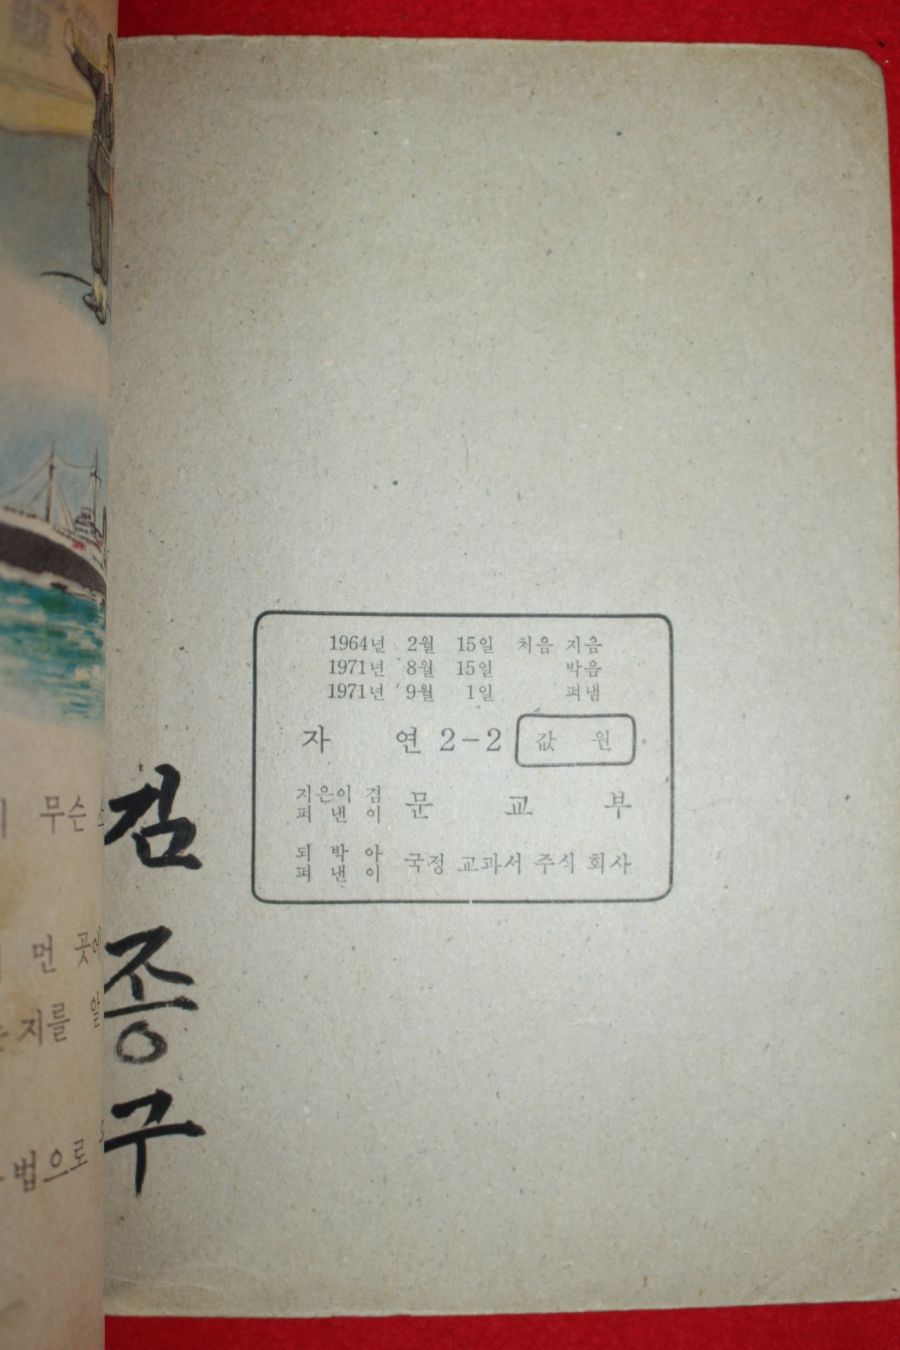 무슨
먼 곳에
지를 알
법으로
김종구
1964년 2월 15일 처음 지음
1971년 8월 15일 박음
1971년 9월 1일 펴냄
자 연 2-2 값 원
지은이 겸
펴 낸 이
문 교 부
되 박 아
펴 낸 이
국정 교과서 주식 회사